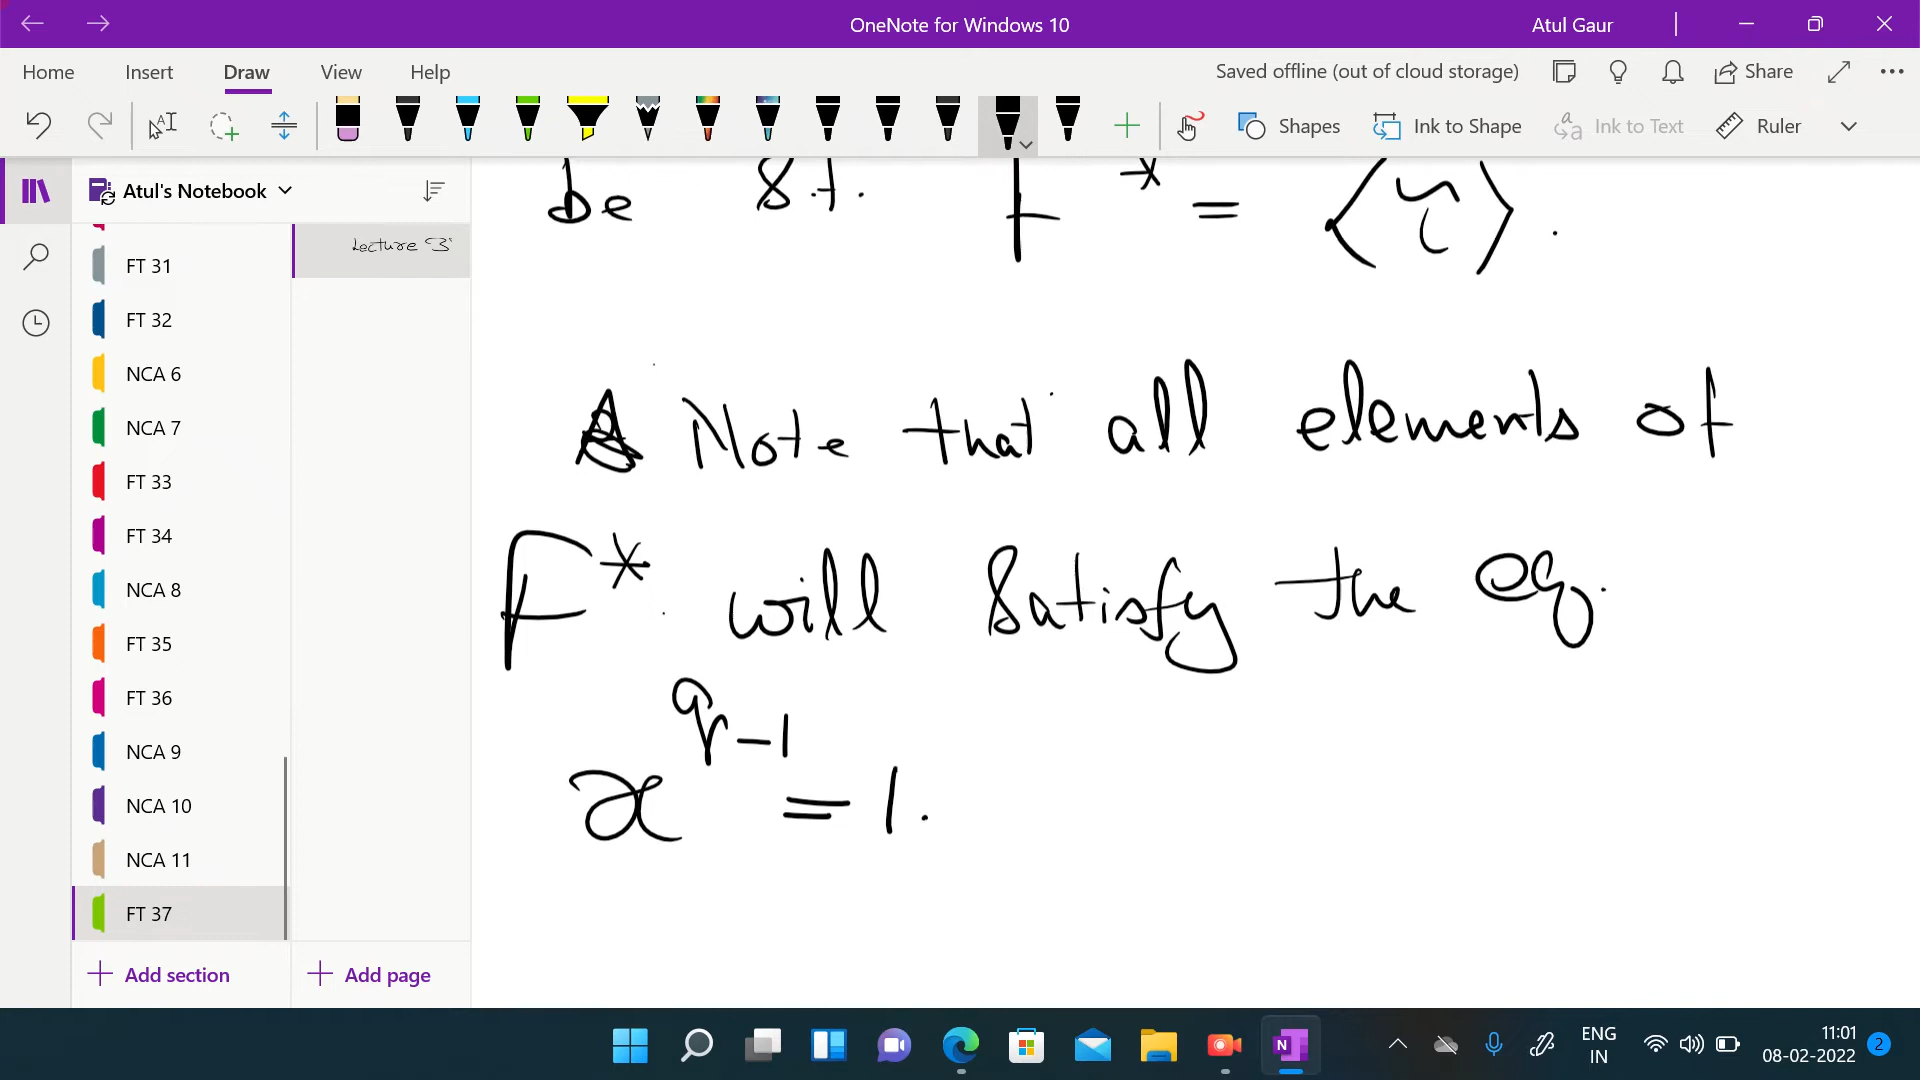 OneNote for Windows 10
Atul Gaur
Home Insert Draw View Help
Saved offline (out of cloud storage)
Share
Shapes
Ink to Shape
Ink to Text
Ruler
Atul's Notebook
FT 31
FT 32
NCA 6
NCA 7
FT 33
FT 34
NCA 8
FT 35
FT 36
NCA 9
NCA 10
NCA 11
FT 37
Add section
Lecture 3
Add page
be s.t. F* =
Note that all elements of
F* will satisfy the eq.
x^{q-1} = 1.
ENG
IN
11:01
08-02-2022
2